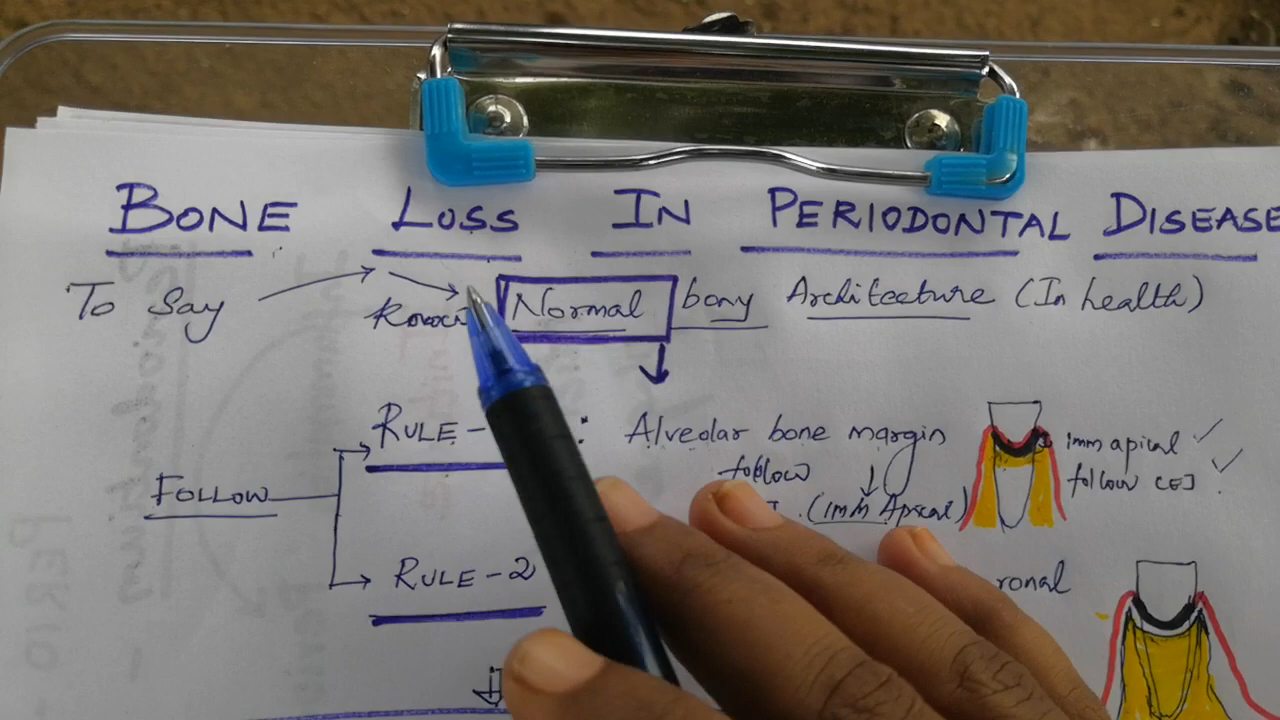 BONE LOSS IN PERIODONTAL DISEASE
To Say Normal bony Architecture (In health)
RULE- : Alveolar bone margin
follow
(1mm Apical)
1mm apical
follow CEJ.
FOLLOW
RULE-2
ronal